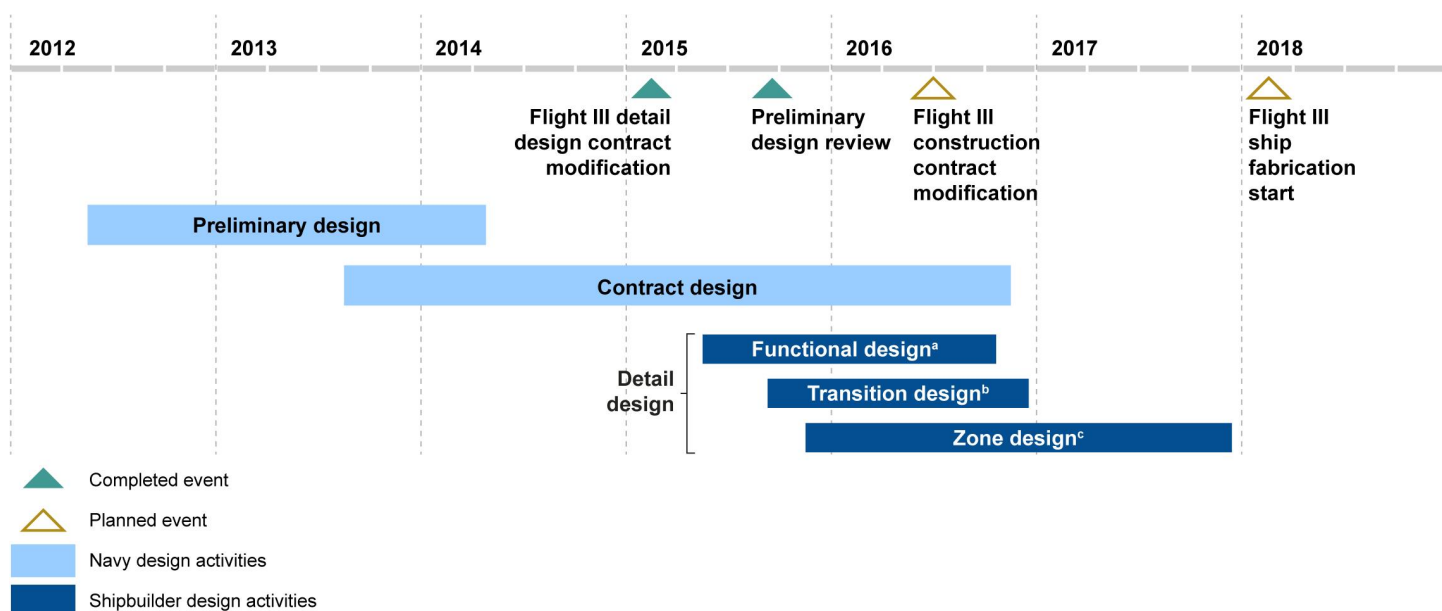 2012 2013 2014 2015 2016 2017 2018
Flight III detail
design contract
modification
Preliminary
design review
Flight III
construction
contract
modification
Flight III
ship
fabrication
start
Preliminary design
Contract design
Detail
design
Functional designᵃ
Transition designᵇ
Zone designᶜ
Completed event
Planned event
Navy design activities
Shipbuilder design activities